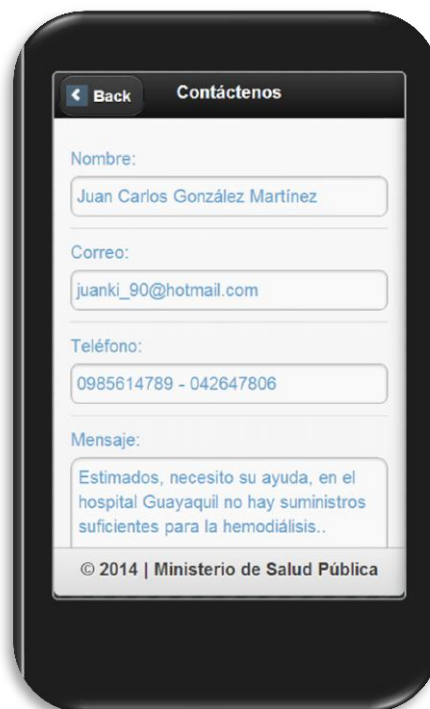 Back
Contáctenos
Nombre:
Juan Carlos González Martínez
Correo:
juanki_90@hotmail.com
Teléfono:
0985614789 - 042647806
Mensaje:
Estimados, necesito su ayuda, en el
hospital Guayaquil no hay suministros
suficientes para la hemodiálisis..
© 2014 | Ministerio de Salud Pública